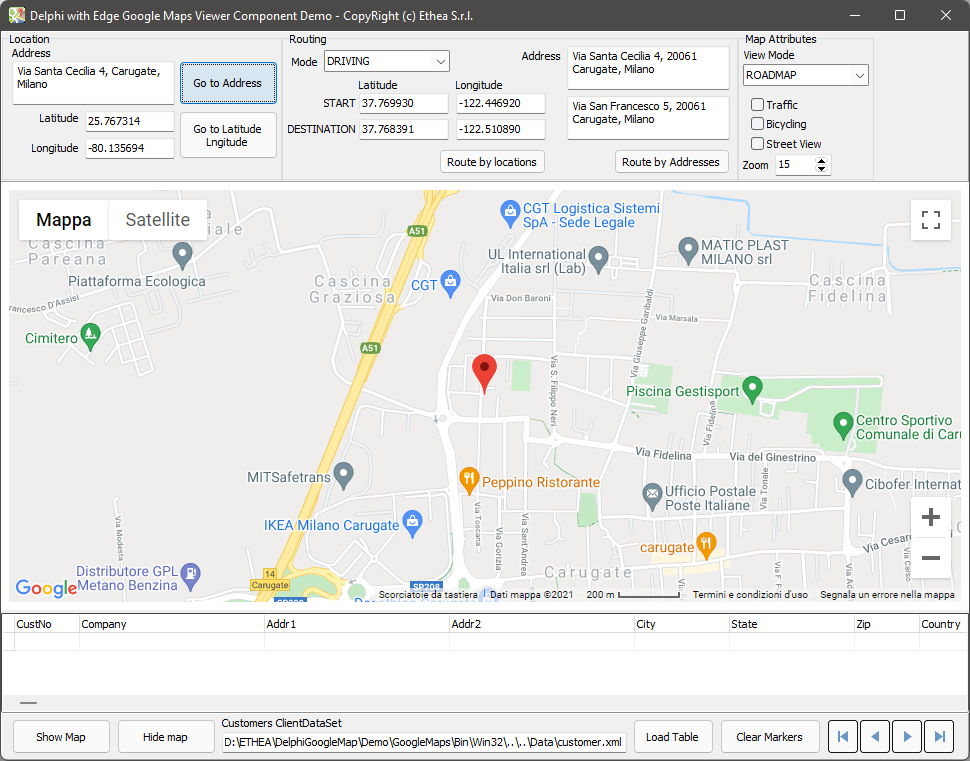 Delphi with Edge Google Maps Viewer Component Demo - CopyRight (c) Ethea S.r.l.
Location
Address
Via Santa Cecilia 4, Carugate,
Milano
Go to Address
Latitude
25.767314
Longitude
-80.135694
Go to Latitude
Lngitude
Routing
Mode
DRIVING
Latitude
Longitude
START
37.769930
-122.446920
DESTINATION
37.768391
-122.510890
Route by locations
Address
Via Santa Cecilia 4, 20061
Carugate, Milano
Via San Francesco 5, 20061
Carugate, Milano
Route by Addresses
Map Attributes
View Mode
ROADMAP
Traffic
Bicycling
Street View
Zoom
15
Mappa
Satellite
iale
Cascina
Pareana
Piattaforma Ecologica
rancesco D'Assisi
Cimitero
A51
CGT Logistica Sistemi
SpA - Sede Legale
UL International
Italia srl (Lab)
MATIC PLAST
MILANO srl
Cascina
Graziosa
CGT
Cascina
Fidelina
Via Don Baroni
Via Marsala
Via Giuseppe Garibaldi
A51
Via S. Filippo Neri
Piscina Gestisport
Via Fidelina
Centro Sportivo
Comunale di Caru
Via Fidelina
Via del Ginestrino
MITSafetrans
Peppino Ristorante
Ufficio Postale
Poste Italiane
Via Tonale
Cibofer Internat
IKEA Milano Carugate
Via Toscana
Via Gorizia
Via Sant'Andrea
carugate
Via Cesare
Via Modesta
Distributore GPL
Metano Benzina
14
Carugate
Carugate
SP208
Via Ac
Via Carso
Google
Scorciatoie da tastiera
Dati mappa ©2021
200 m
Termini e condizioni d'uso
Segnala un errore nella mappa
CustNo
Company
Addr1
Addr2
City
State
Zip
Country
Show Map
Hide map
Customers ClientDataSet
D:\ETHEA\DelphiGoogleMap\Demo\GoogleMaps\Bin\Win32\..\..\Data\customer.xml
Load Table
Clear Markers